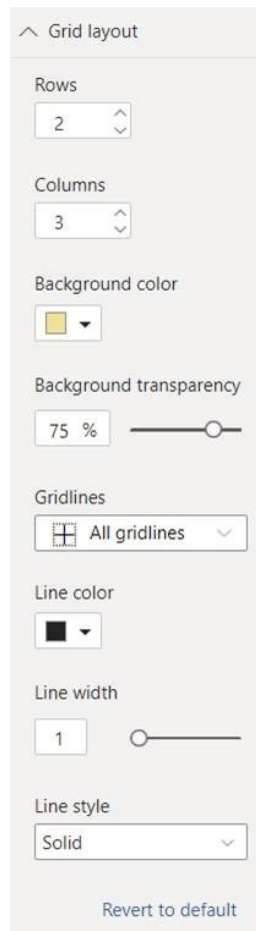 Grid layout
Rows
2
Columns
3
Background color
Background transparency
75 %
Gridlines
All gridlines
Line color
Line width
1
Line style
Solid
Revert to default